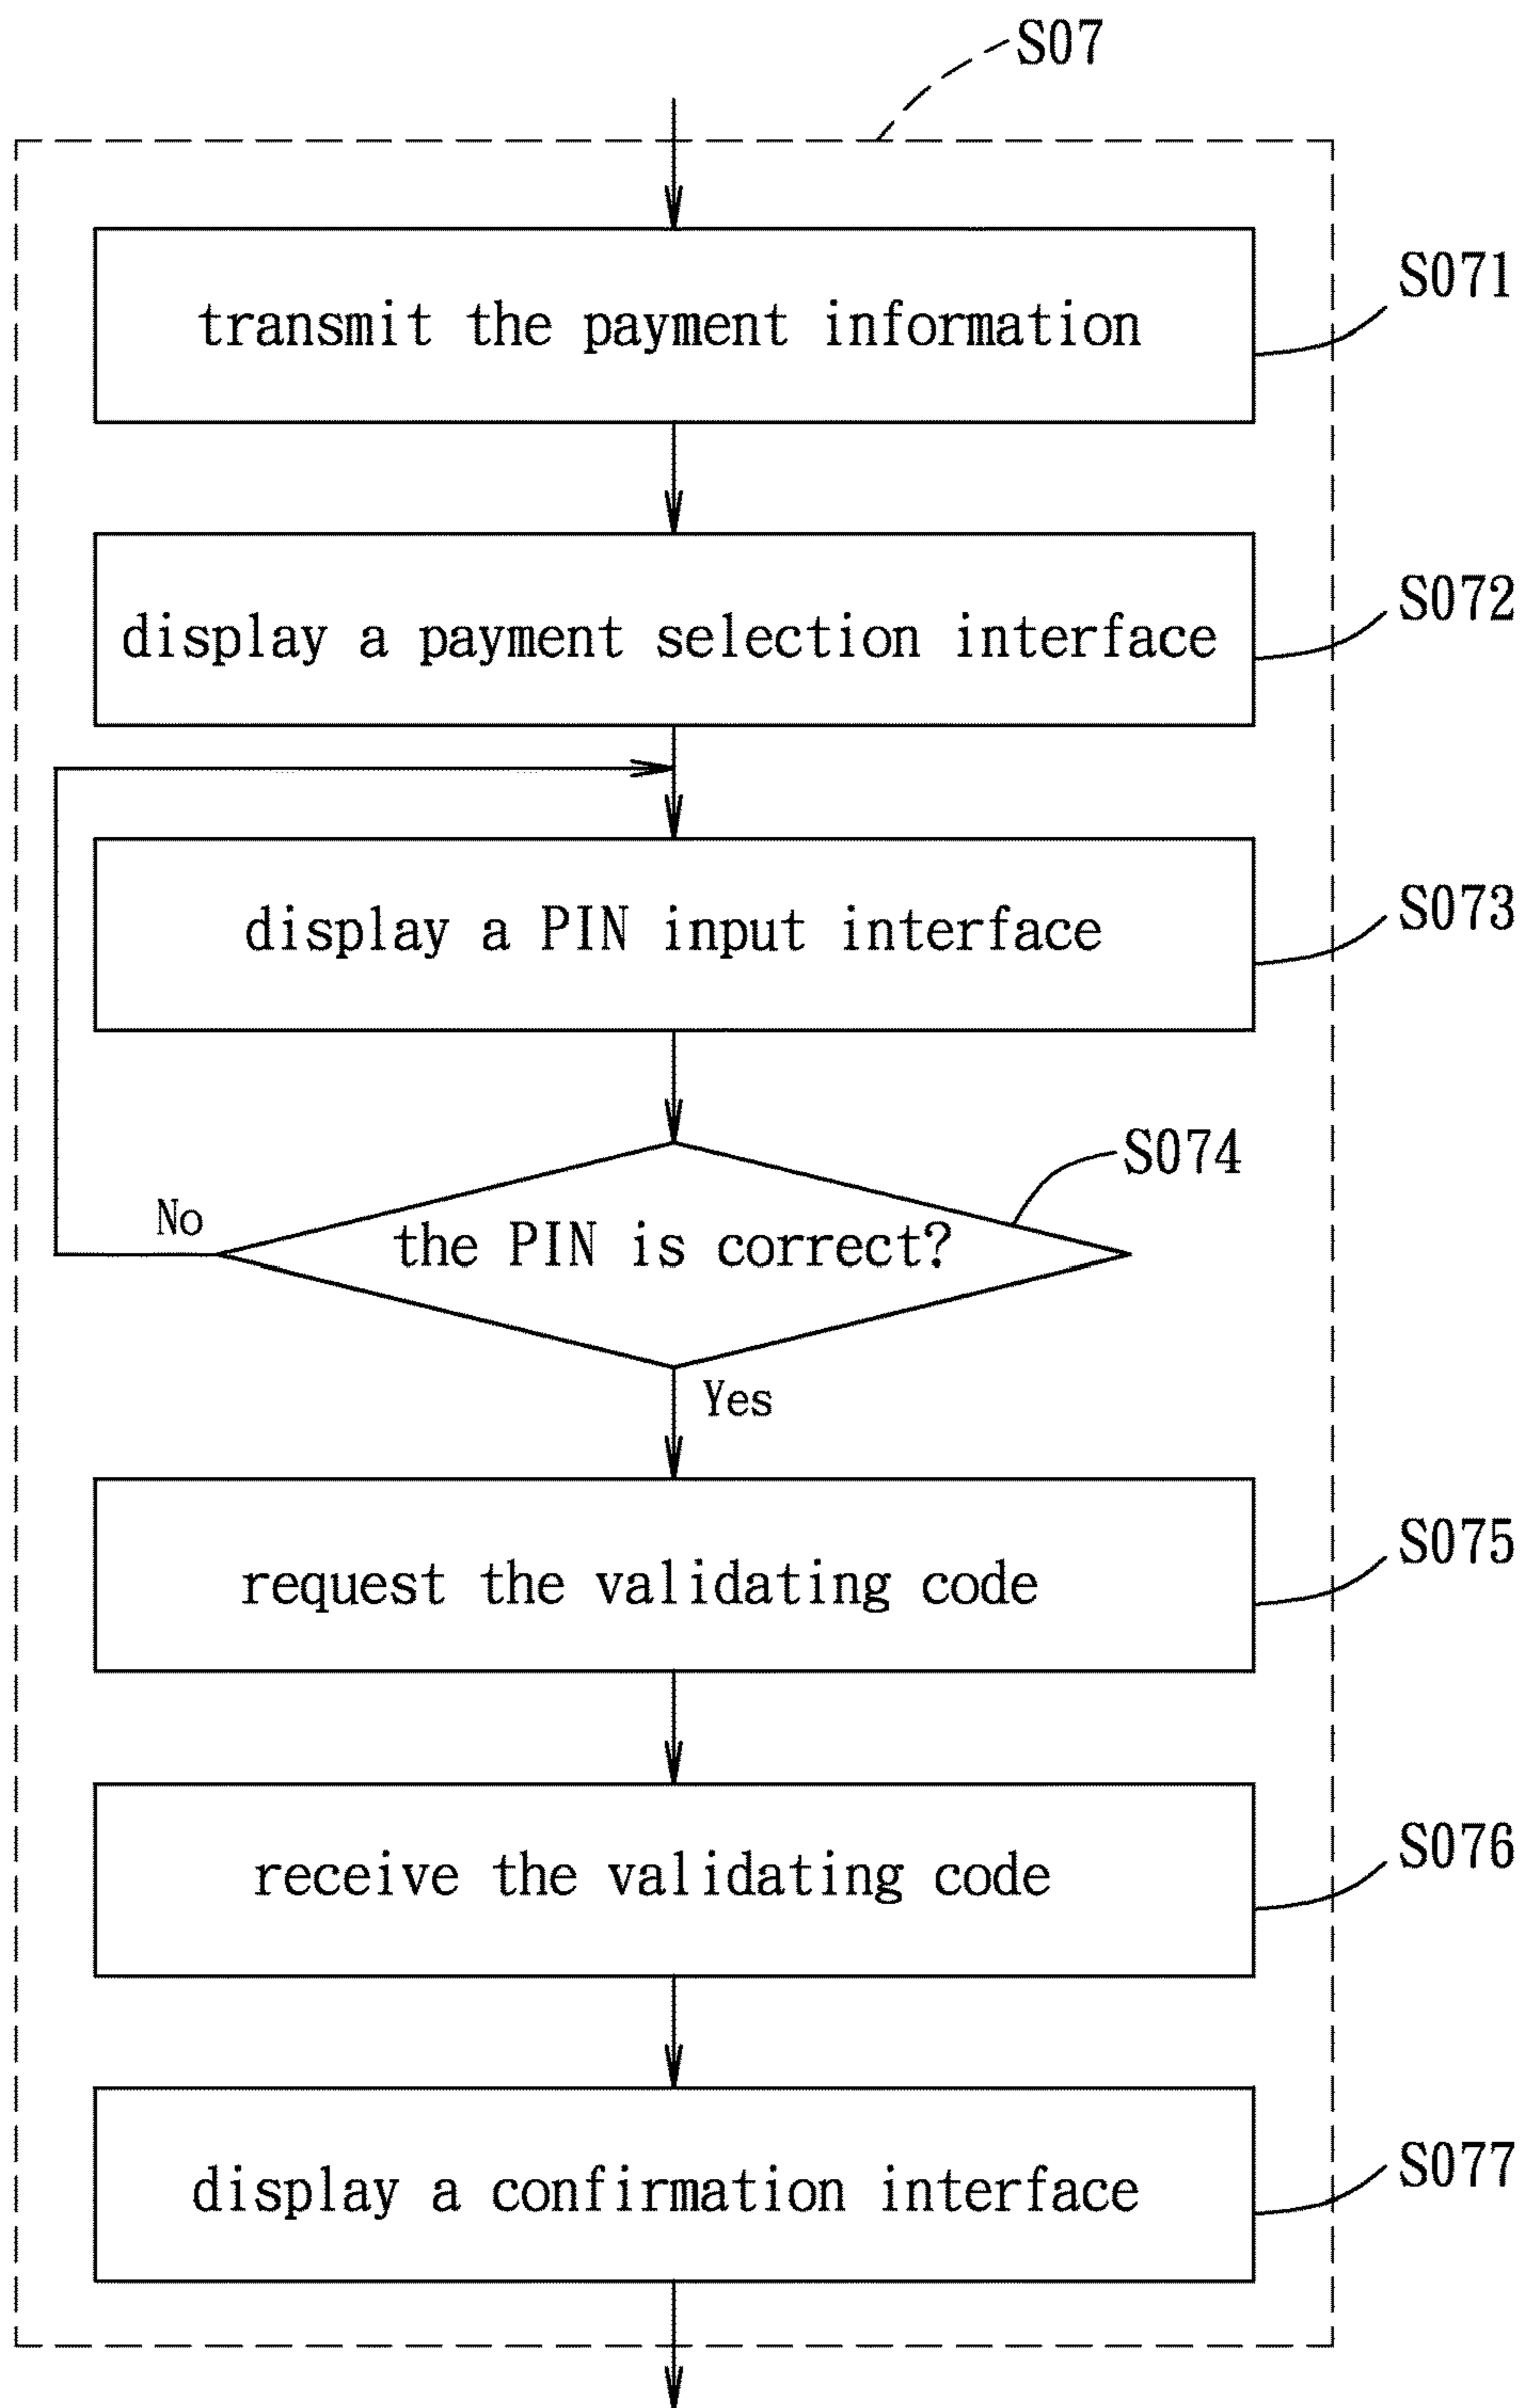 S07
transmit the payment information
S071
display a payment selection interface
S072
display a PIN input interface
S073
S074
the PIN is correct?
No
Yes
request the validating code
S075
receive the validating code
S076
display a confirmation interface
S077